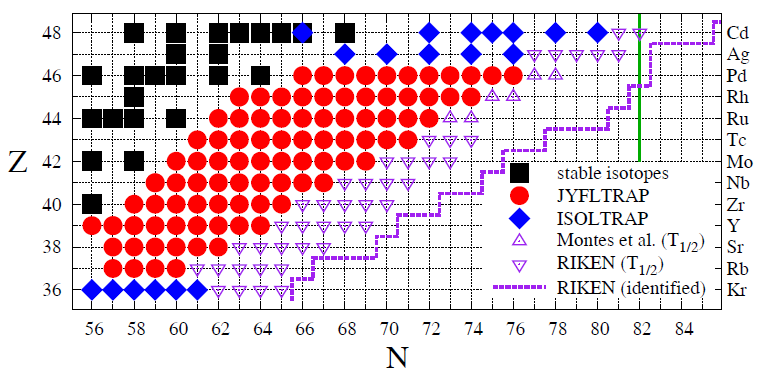 48
46
44
42
40
38
36
Z
Cd
Ag
Pd
Rh
Ru
Tc
Mo
Nb
Zr
Y
Sr
Rb
Kr
stable isotopes
JYFLTRAP
ISOLTRAP
Montes et al. (T1/2)
RIKEN (T1/2)
RIKEN (identified)
56 58 60 62 64 66 68 70 72 74 76 78 80 82 84
N